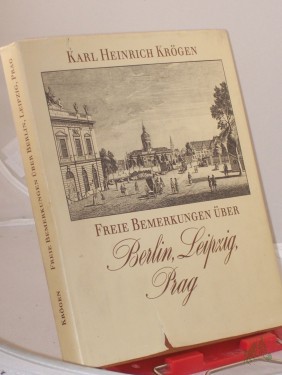 KARL HEINRICH KRÖGEN
FREIE BEMERKUNGEN ÜBER
Berlin, Leipzig,
Prag
KRÖGEN FREIE BEMERKUNGEN ÜBER BERLIN, LEIPZIG, PRAG